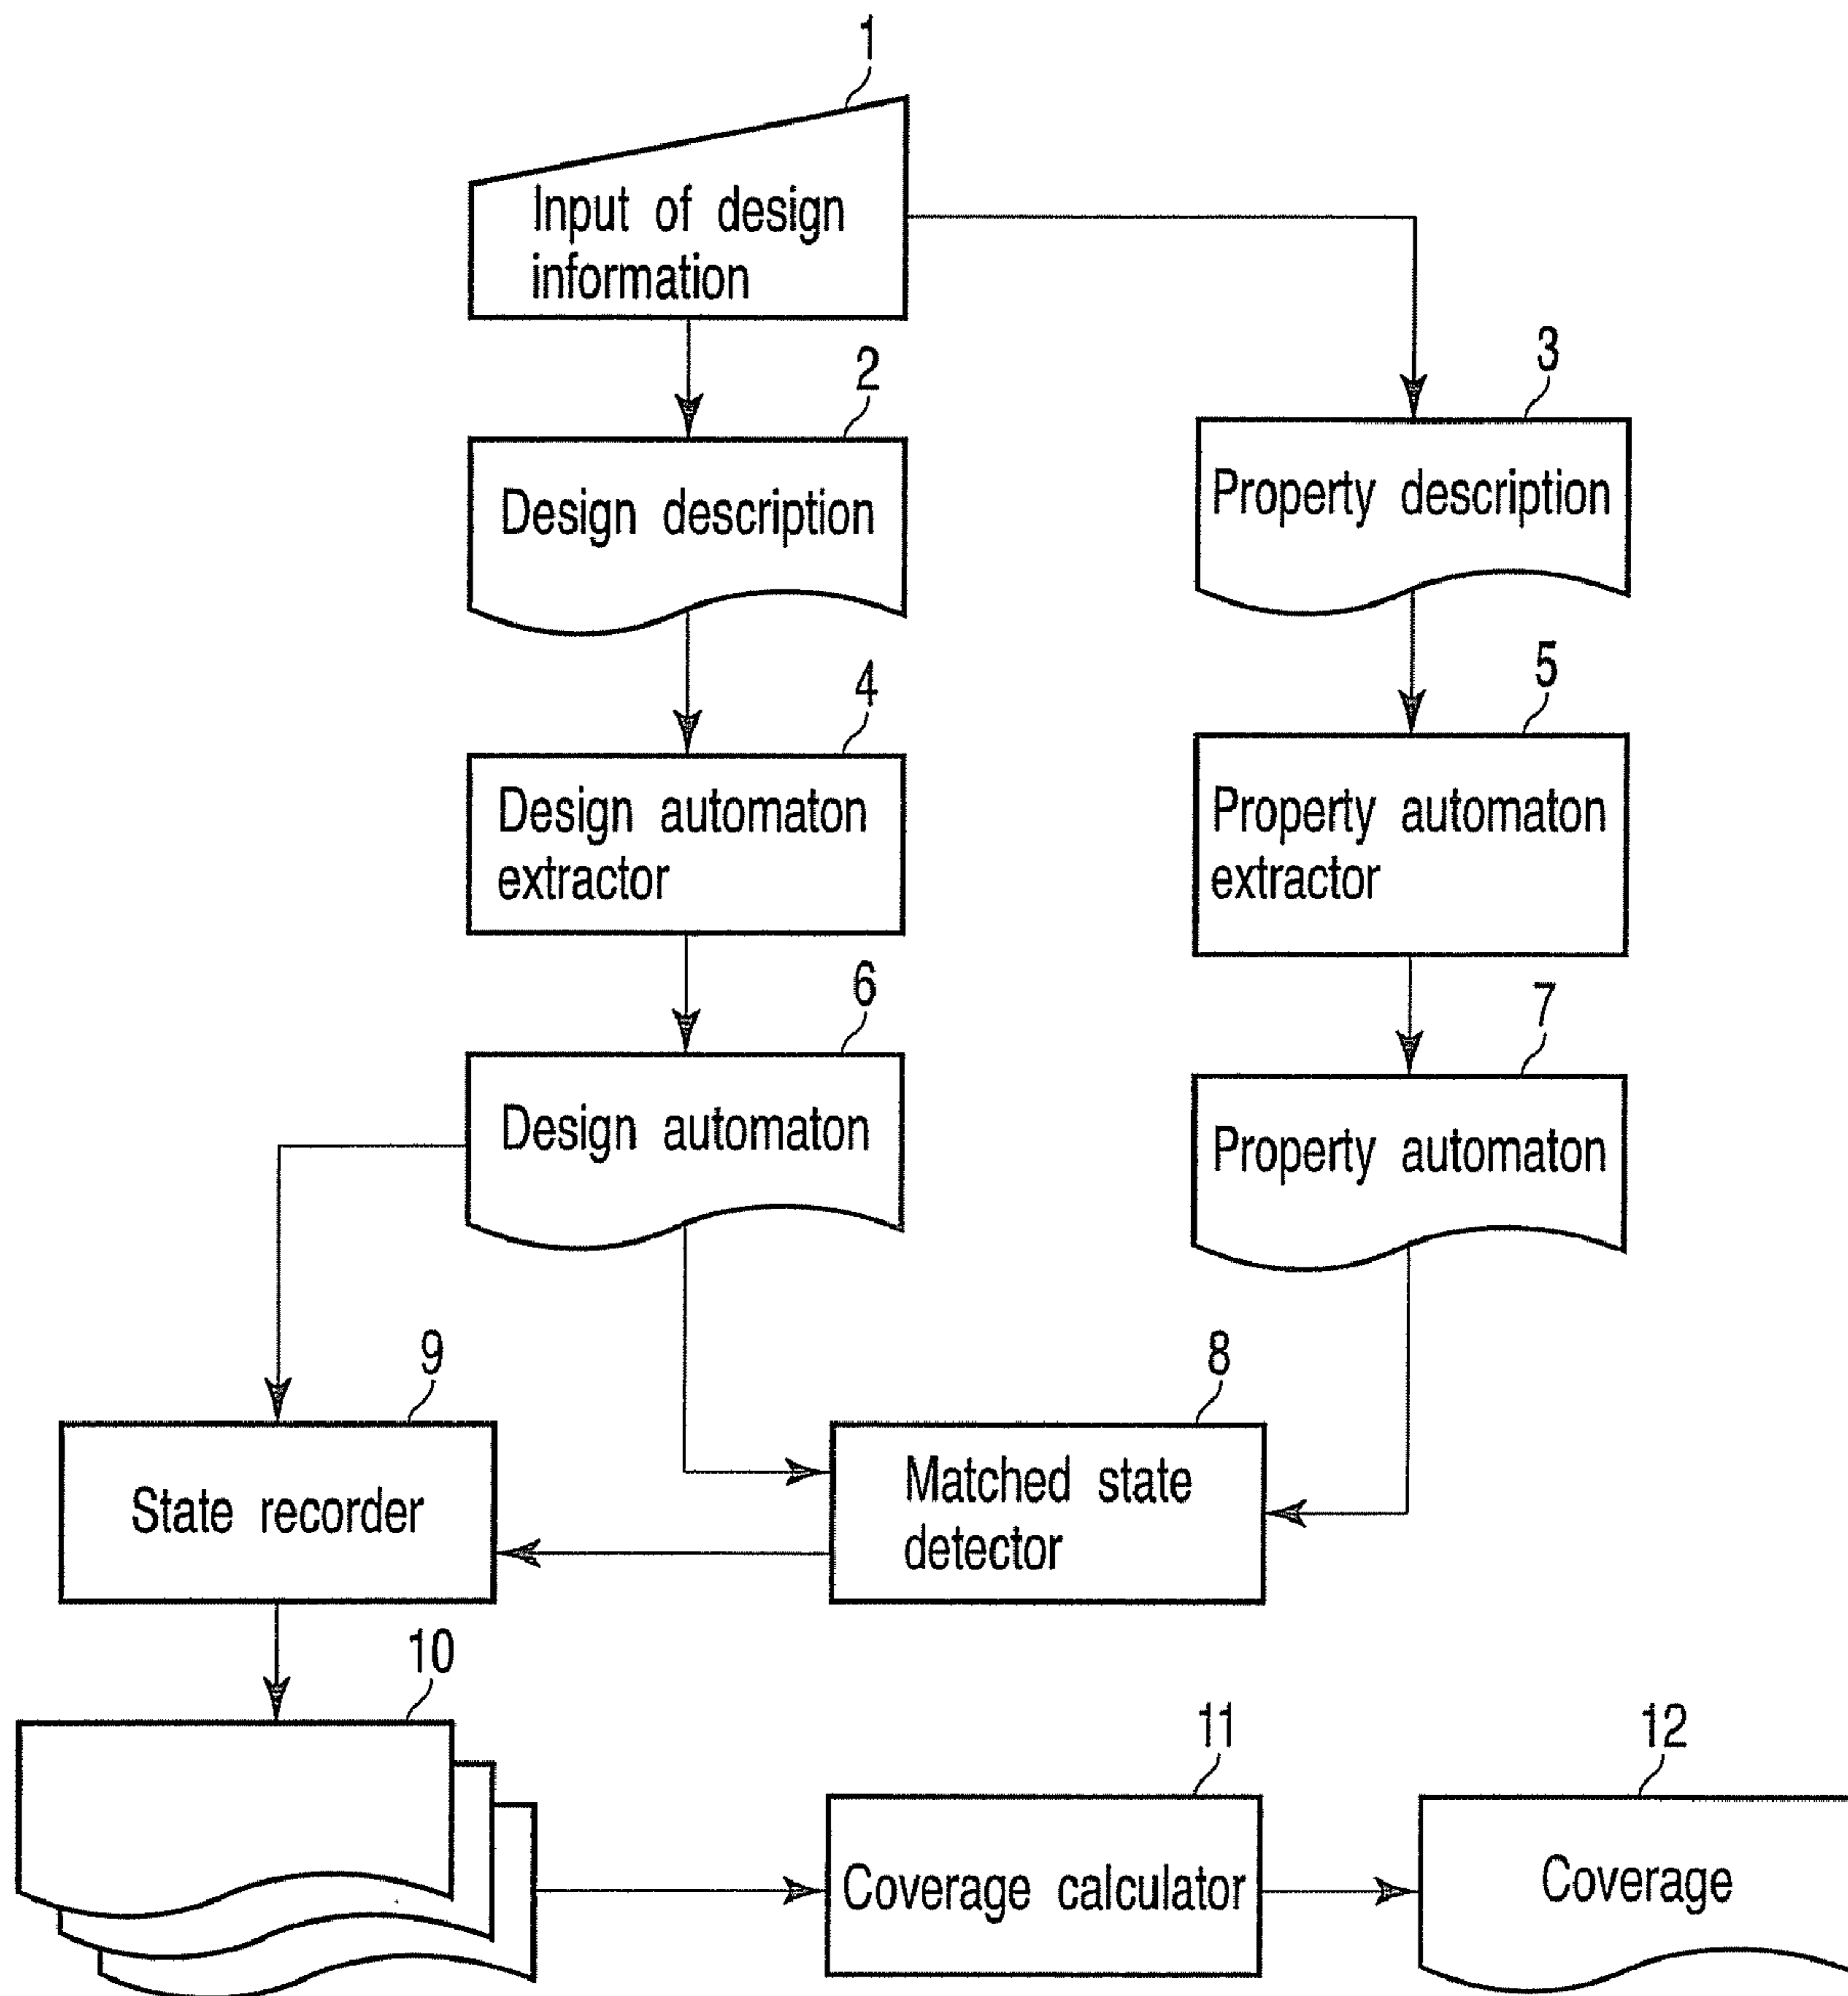 1
Input of design
information
2
Design description
3
Property description
4
Design automaton
extractor
5
Property automaton
extractor
6
Design automaton
7
Property automaton
9
State recorder
8
Matched state
detector
10
11
Coverage calculator
12
Coverage